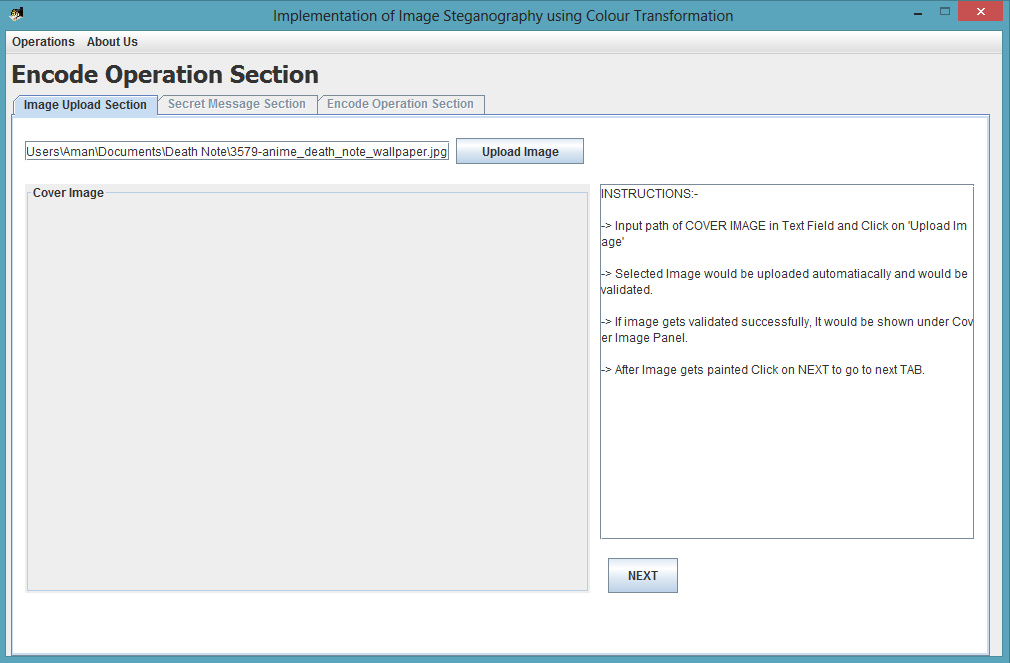 Implementation of Image Steganography using Colour Transformation
Operations About Us
Encode Operation Section
Image Upload Section Secret Message Section Encode Operation Section
Users\Aman\Documents\Death Note\3579-anime_death_note_wallpaper.jpg Upload Image
Cover Image
INSTRUCTIONS:-
-> Input path of COVER IMAGE in Text Field and Click on 'Upload Im
age'
-> Selected Image would be uploaded automatiacally and would be
validated.
-> If image gets validated successfully, It would be shown under Cov
er Image Panel.
-> After Image gets painted Click on NEXT to go to next TAB.
NEXT